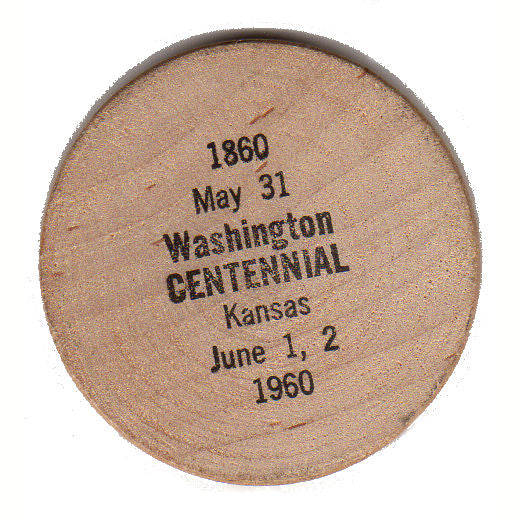 1860
May 31
Washington
CENTENNIAL
Kansas
June 1, 2
1960